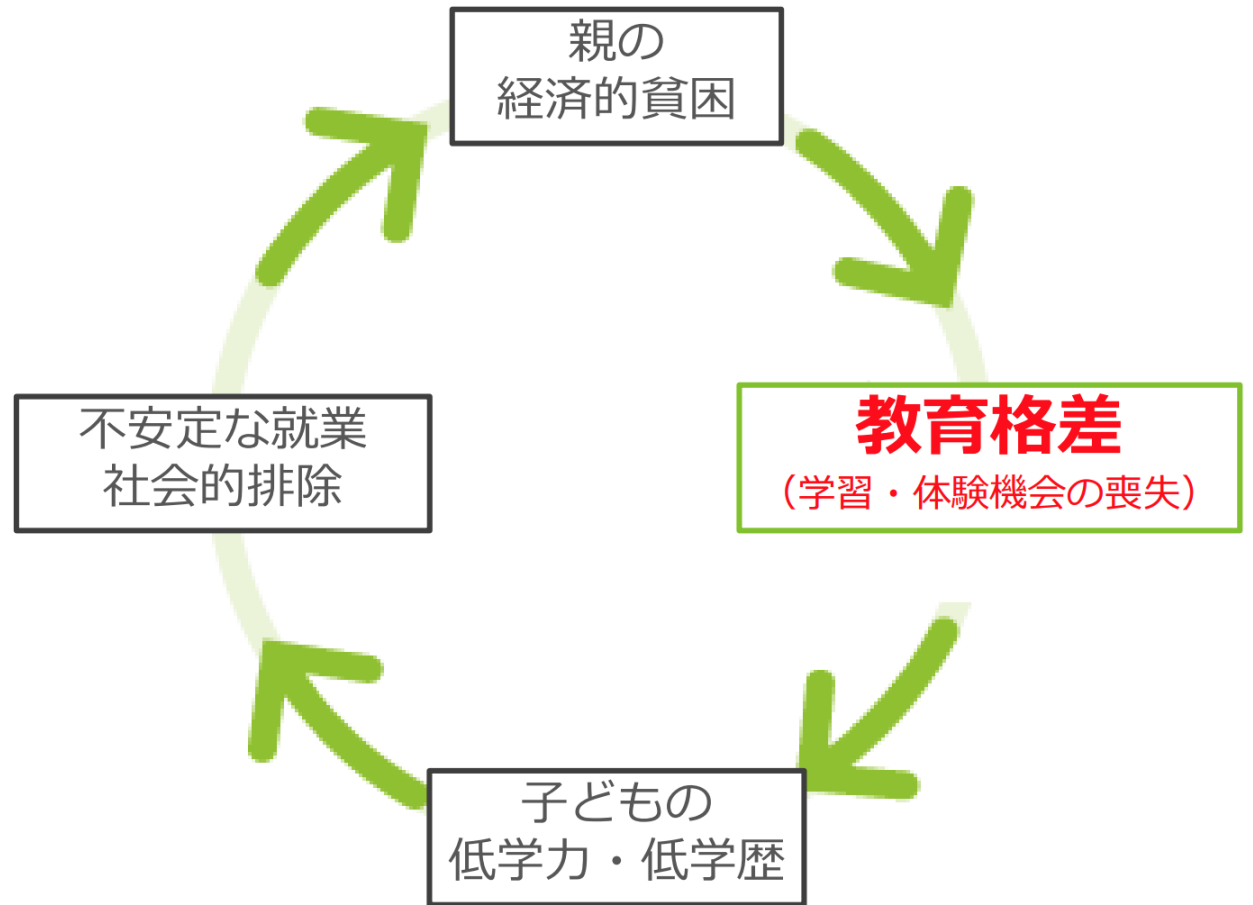 親の
経済的貧困
教育格差
（学習・体験機会の喪失）
子どもの
低学力・低学歴
不安定な就業
社会的排除